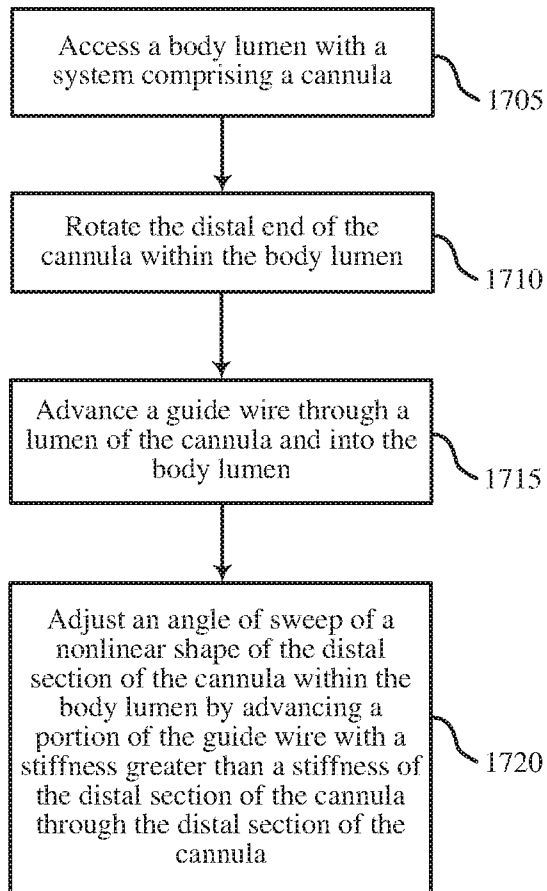 Access a body lumen with a
system comprising a cannula
1705
Rotate the distal end of the
cannula within the body lumen
1710
Advance a guide wire through a
lumen of the cannula and into the
body lumen
1715
Adjust an angle of sweep of a
nonlinear shape of the distal
section of the cannula within the
body lumen by advancing a
portion of the guide wire with a
stiffness greater than a stiffness of
the distal section of the cannula
through the distal section of the
cannula
1720